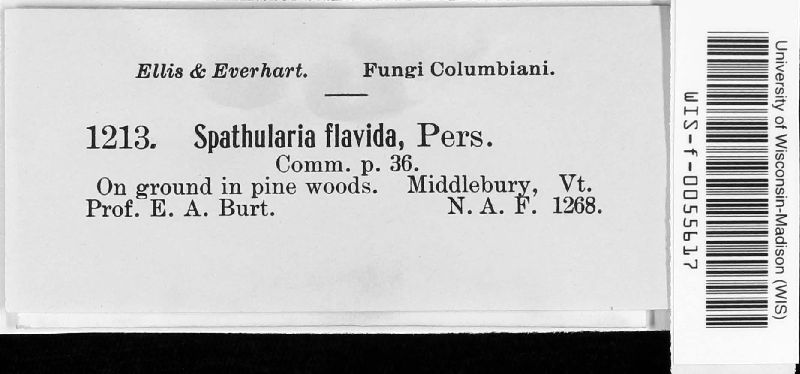 Ellis & Everhart. Fungi Columbiani.
1213. Spathularia flavida, Pers.
Comm. p. 36.
On ground in pine woods. Middlebury, Vt.
Prof. E. A. Burt. N. A. F. 1268.
University of Wisconsin-Madison (WIS)
WIS-f-0055617